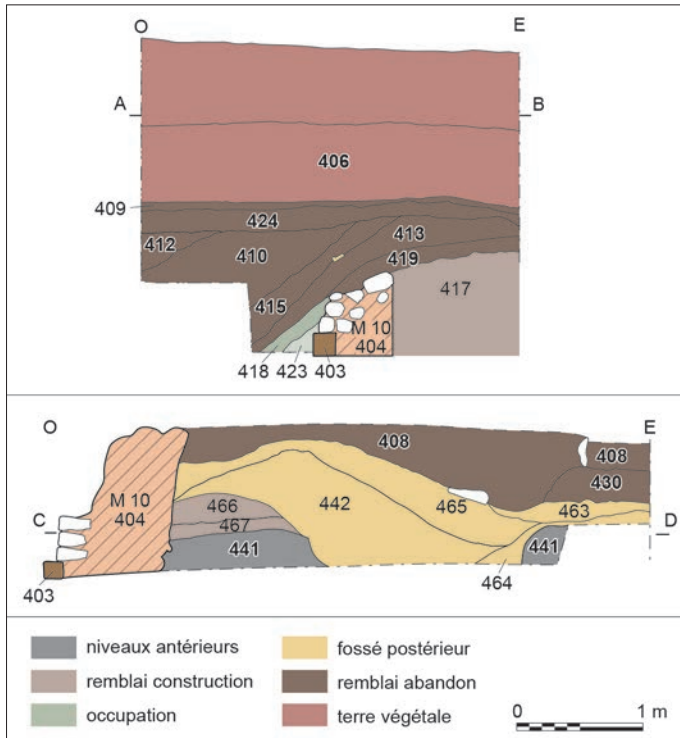 O E
A B
406
409
424
412
413
410
419
417
415
M 10
404
418 423 403
O E
408
408
430
M 10
404
466
442
465
463
467
C D
441
441
403
464
niveaux antérieurs fossé postérieur
remblai construction remblai abandon
occupation terre végétale
0 1 m